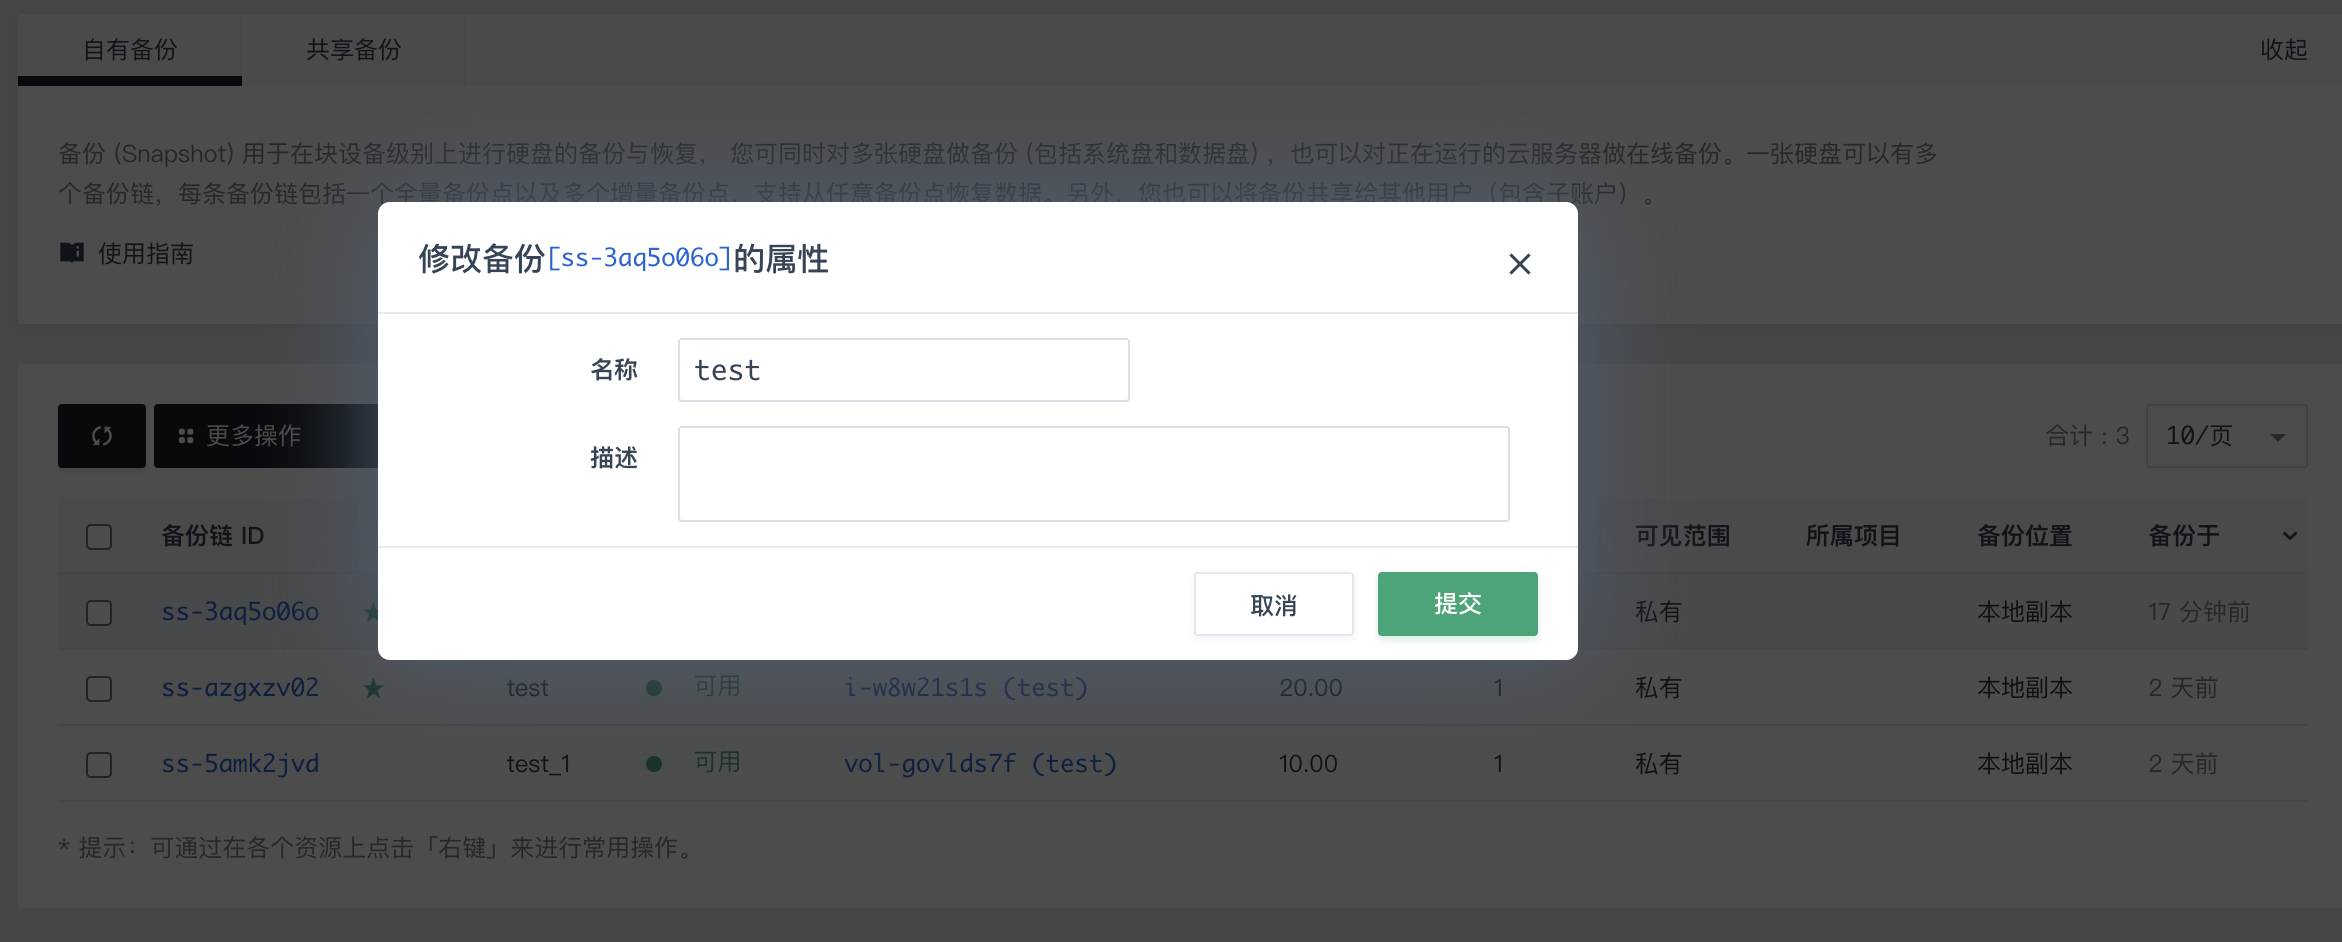 自有备份
共享备份
收起
备份 (Snapshot) 用于在块设备级别上进行硬盘的备份与恢复， 您可同时对多张硬盘做备份 (包括系统盘和数据盘) ，也可以对正在运行的云服务器做在线备份。一张硬盘可以有多
个备份链，每条备份链包括一个全量备份点以及多个增量备份点，支持从任意备份点恢复数据。另外，您也可以将备份共享给其他用户（包含子账户）。
使用指南
修改备份[ss-3aq5o06o]的属性
名称 test
描述
取消 提交
更多操作
合计：3 10/页
备份链 ID 可见范围 所属项目 备份位置 备份于
ss-3aq5o06o 私有 本地副本 17 分钟前
ss-azgxzv02 test 可用 i-w8w21s1s (test) 20.00 1 私有 本地副本 2 天前
ss-5amk2jvd test_1 可用 vol-govlds7f (test) 10.00 1 私有 本地副本 2 天前
* 提示：可通过在各个资源上点击「右键」来进行常用操作。